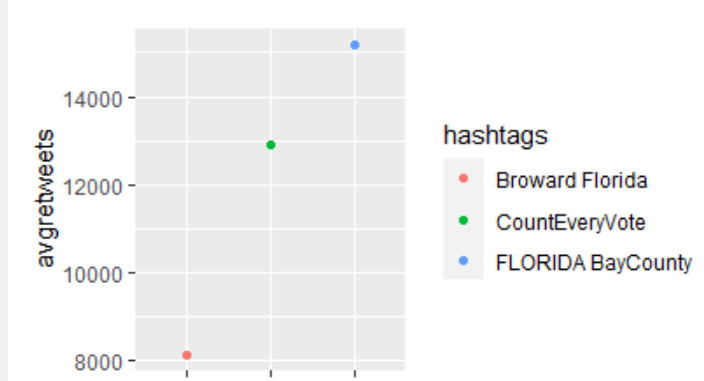 avgretweets
14000
12000
10000
8000
hashtags
Broward Florida
CountEveryVote
FLORIDA BayCounty